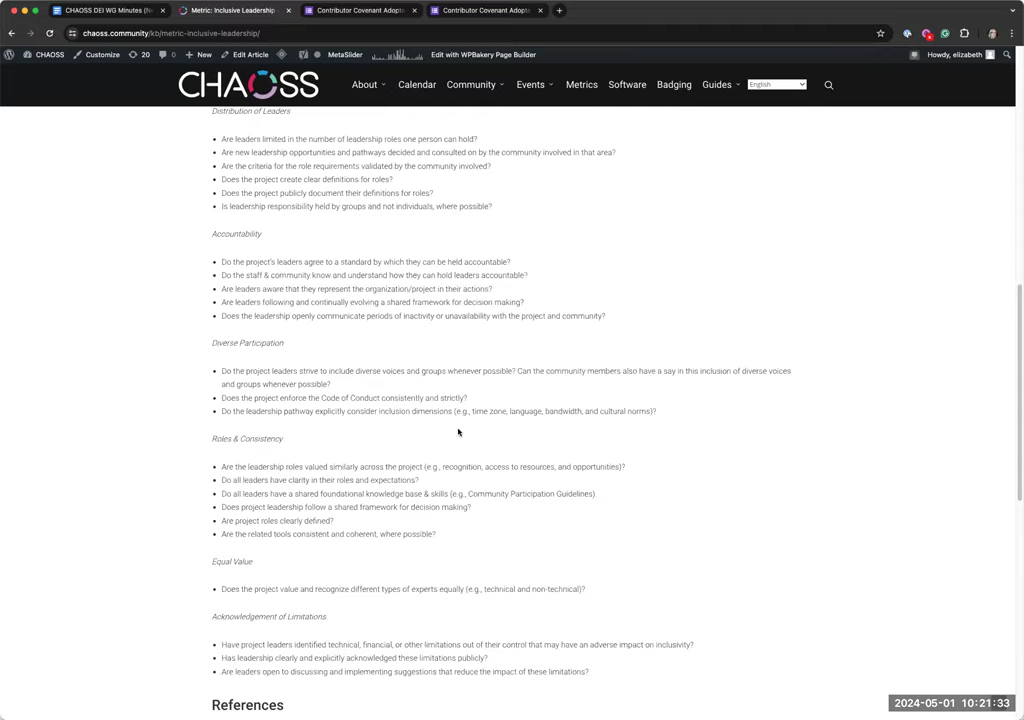 CHAOSS DEI WG Minutes (N
Metric: Inclusive Leadership
Contributor Covenant Adopt
Contributor Covenant Adopt
chaoss.community/kb/metric-inclusive-leadership/
CHAOSS Customize 20 0 New Edit Article MetaSlider Edit with WPBakery Page Builder Howdy, elizabeth
CHAOSS About Calendar Community Events Metrics Software Badging Guides English
Distribution of Leaders
Are leaders limited in the number of leadership roles one person can hold?
Are new leadership opportunities and pathways decided and consulted on by the community involved in that area?
Are the criteria for the role requirements validated by the community involved?
Does the project create clear definitions for roles?
Does the project publicly document their definitions for roles?
Is leadership responsibility held by groups and not individuals, where possible?
Accountability
Do the project's leaders agree to a standard by which they can be held accountable?
Do the staff & community know and understand how they can hold leaders accountable?
Are leaders aware that they represent the organization/project in their actions?
Are leaders following and continually evolving a shared framework for decision making?
Does the leadership openly communicate periods of inactivity or unavailability with the project and community?
Diverse Participation
Do the project leaders strive to include diverse voices and groups whenever possible? Can the community members also have a say in this inclusion of diverse voices
and groups whenever possible?
Does the project enforce the Code of Conduct consistently and strictly?
Do the leadership pathway explicitly consider inclusion dimensions (e.g., time zone, language, bandwidth, and cultural norms)?
Roles & Consistency
Are the leadership roles valued similarly across the project (e.g., recognition, access to resources, and opportunities)?
Do all leaders have clarity in their roles and expectations?
Do all leaders have a shared foundational knowledge base & skills (e.g., Community Participation Guidelines).
Does project leadership follow a shared framework for decision making?
Are project roles clearly defined?
Are the related tools consistent and coherent, where possible?
Equal Value
Does the project value and recognize different types of experts equally (e.g., technical and non-technical)?
Acknowledgement of Limitations
Have project leaders identified technical, financial, or other limitations out of their control that may have an adverse impact on inclusivity?
Has leadership clearly and explicitly acknowledged these limitations publicly?
Are leaders open to discussing and implementing suggestions that reduce the impact of these limitations?
References
2024-05-01 10:21:33